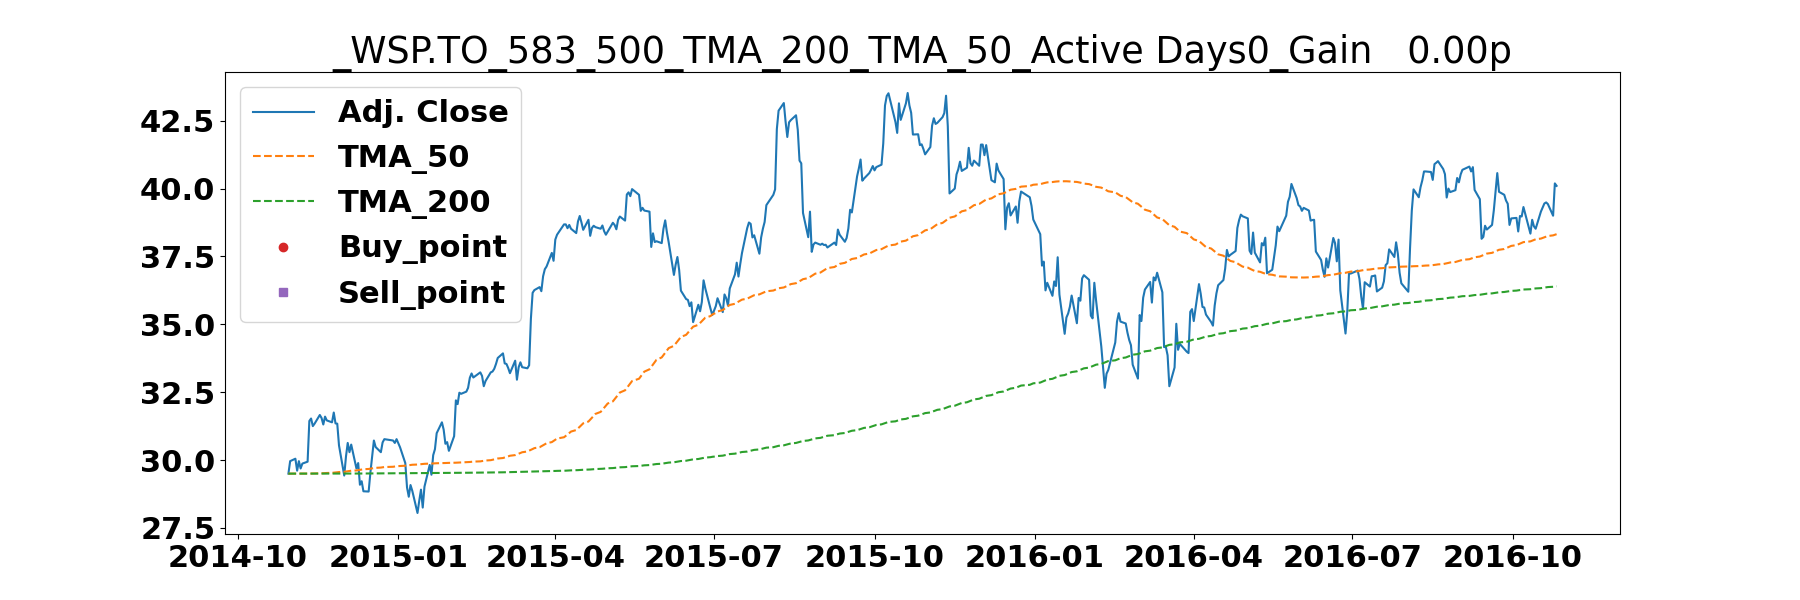 _WSP.TO_583_500_TMA_200_TMA_50_Active Days0_Gain   0.00p
Adj. Close
TMA_50
TMA_200
Buy_point
Sell_point
42.5
40.0
37.5
35.0
32.5
30.0
27.5
2014-10 2015-01 2015-04 2015-07 2015-10 2016-01 2016-04 2016-07 2016-10